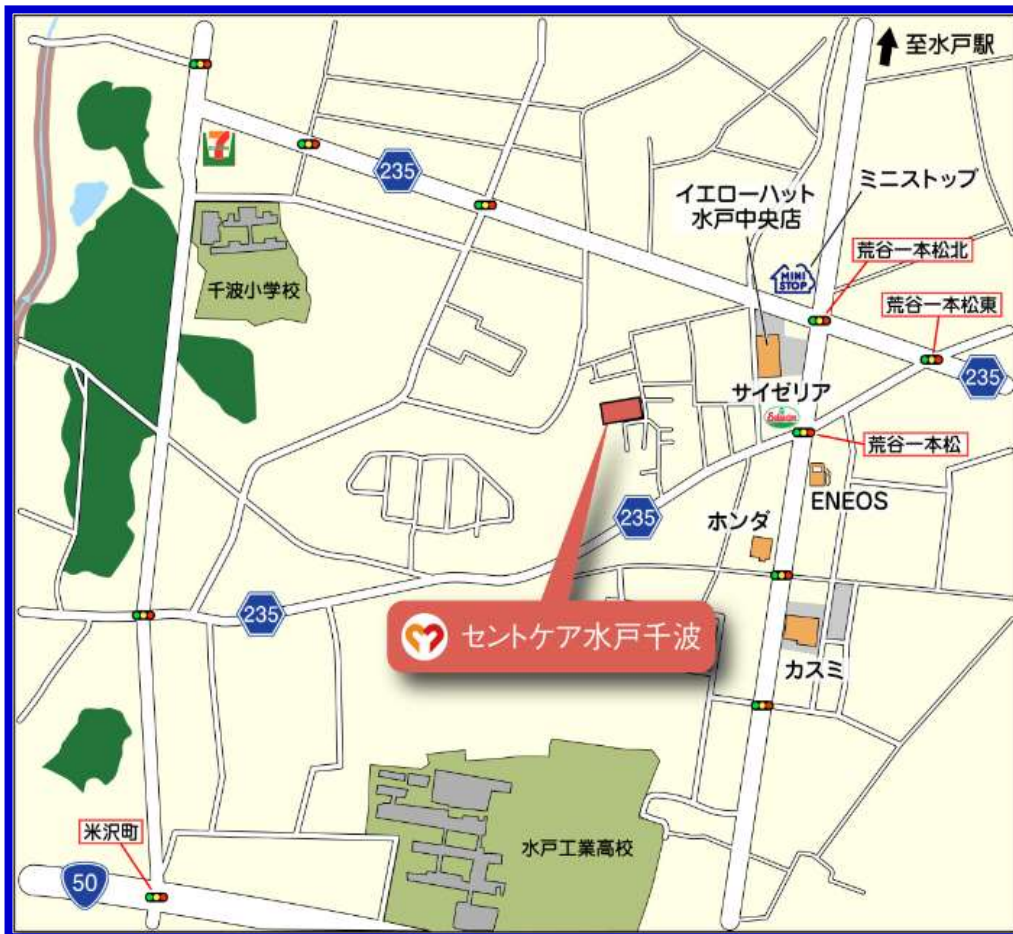 至水戸駅
7
235
イエローハット
水戸中央店
ミニストップ
荒谷一本松北
MINI
STOP
千波小学校
荒谷一本松東
235
サイゼリア
荒谷一本松
ENEOS
235
ホンダ
235
セントケア水戸千波
カスミ
米沢町
水戸工業高校
50